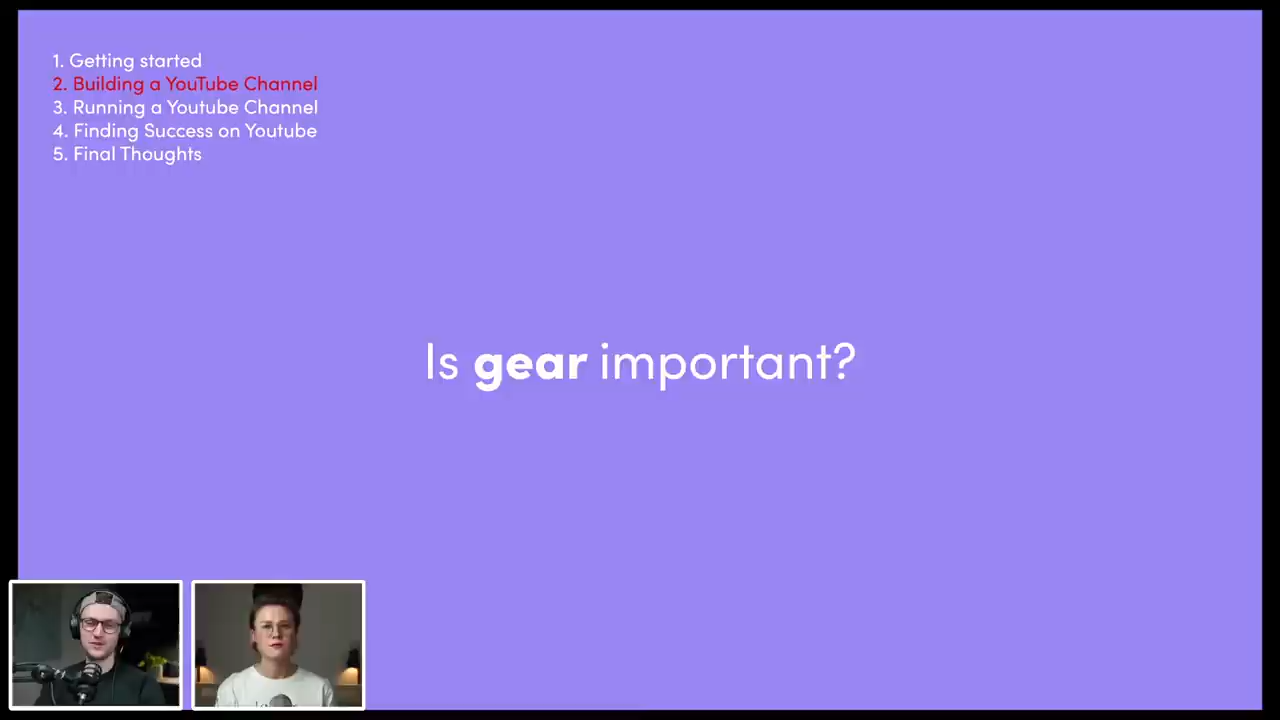 1. Getting started
2. Building a YouTube Channel
3. Running a Youtube Channel
4. Finding Success on Youtube
5. Final Thoughts
Is gear important?